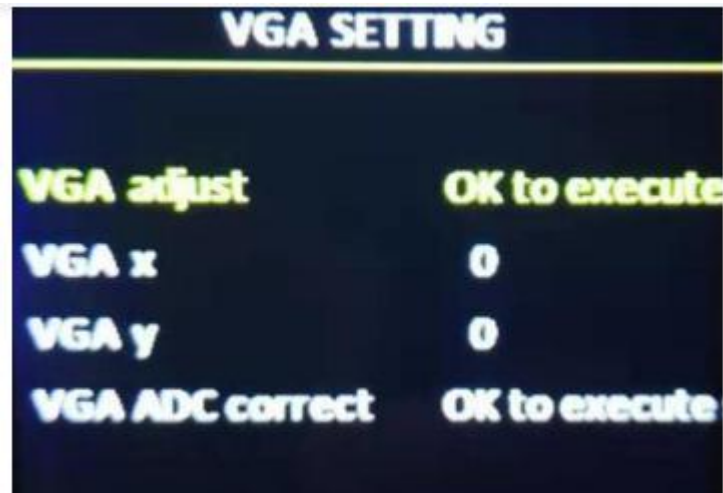 VGA SETTING
VGA adjust OK to execute
VGA x 0
VGA y 0
VGA ADC correct OK to execute